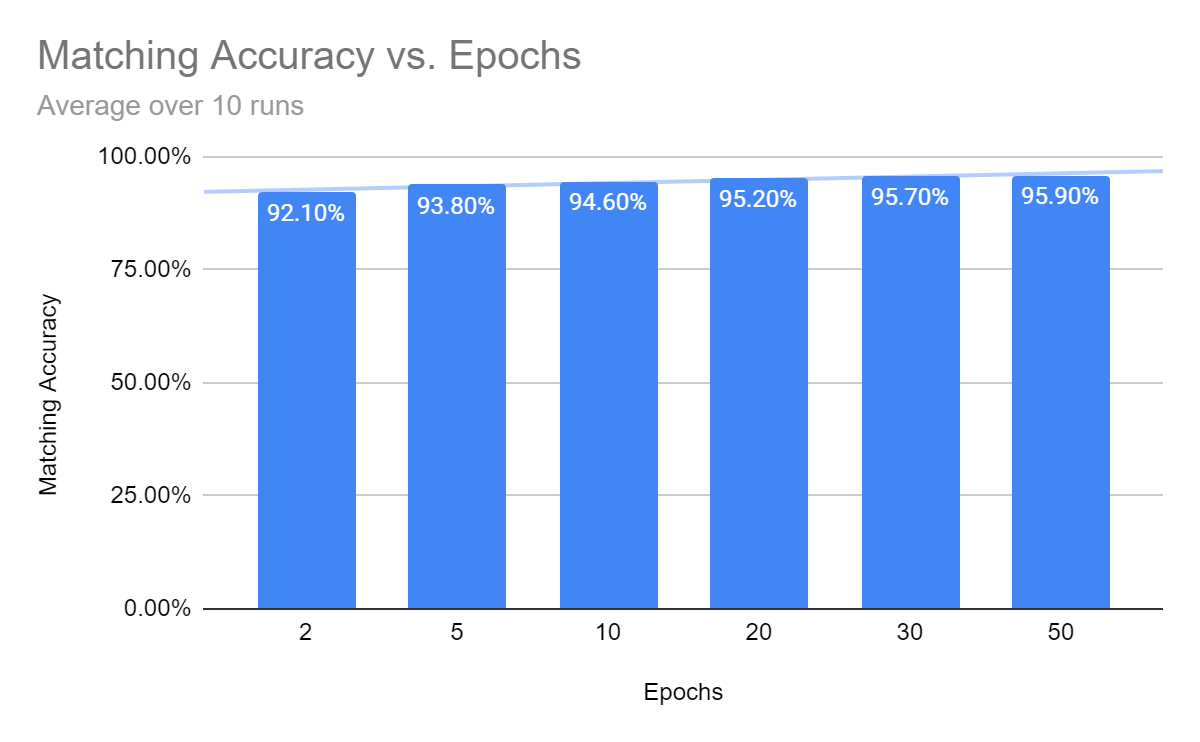 Matching Accuracy vs. Epochs
Average over 10 runs
Matching Accuracy
100.00%
75.00%
50.00%
25.00%
0.00%
92.10%
93.80%
94.60%
95.20%
95.70%
95.90%
2 5 10 20 30 50
Epochs